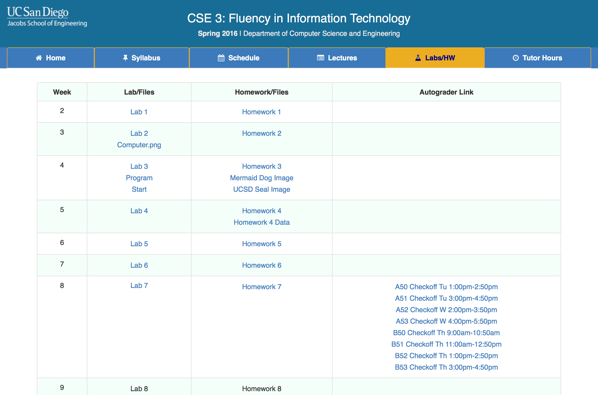 UC San Diego
Jacobs School of Engineering
CSE 3: Fluency in Information Technology
Spring 2016 | Department of Computer Science and Engineering
Home Syllabus Schedule Lectures Labs/HW Tutor Hours
Week Lab/Files Homework/Files Autograder Link
2 Lab 1 Homework 1
3 Lab 2 Homework 2
Computer.png
4 Lab 3 Homework 3
Program Mermaid Dog Image
Start UCSD Seal Image
5 Lab 4 Homework 4
Homework 4 Data
6 Lab 5 Homework 5
7 Lab 6 Homework 6
8 Lab 7 Homework 7 A50 Checkoff Tu 1:00pm-2:50pm
A51 Checkoff Tu 3:00pm-4:50pm
A52 Checkoff W 2:00pm-3:50pm
A53 Checkoff W 4:00pm-5:50pm
B50 Checkoff Th 9:00am-10:50am
B51 Checkoff Th 11:00am-12:50pm
B52 Checkoff Th 1:00pm-2:50pm
B53 Checkoff Th 3:00pm-4:50pm
9 Lab 8 Homework 8